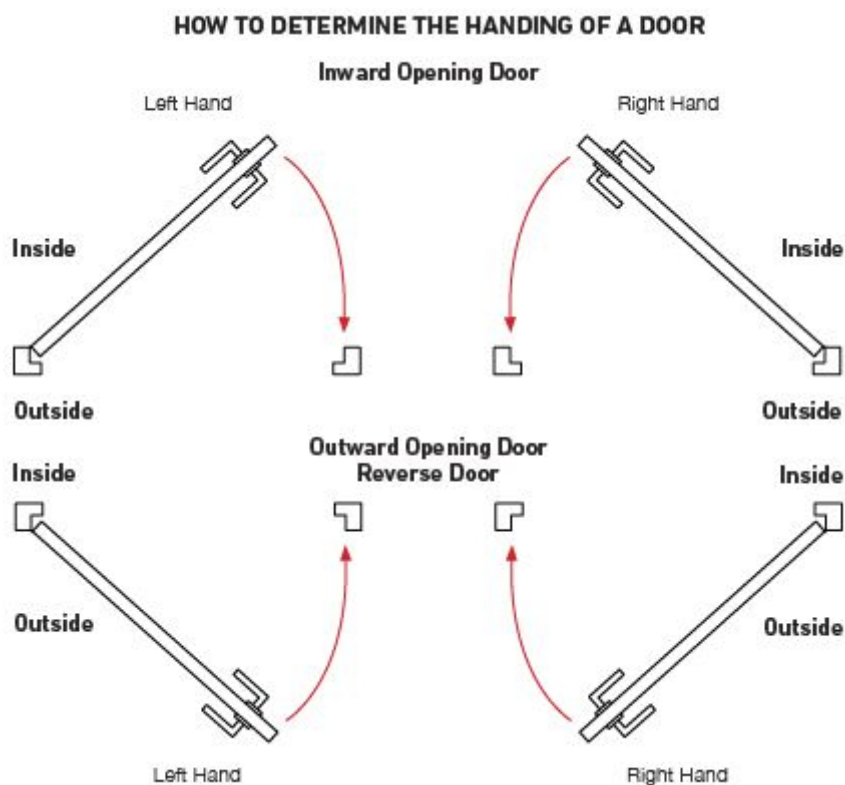 HOW TO DETERMINE THE HANDING OF A DOOR
Inward Opening Door
Left Hand
Right Hand
Inside
Inside
Outside
Outside
Outward Opening Door
Reverse Door
Inside
Inside
Outside
Outside
Left Hand
Right Hand